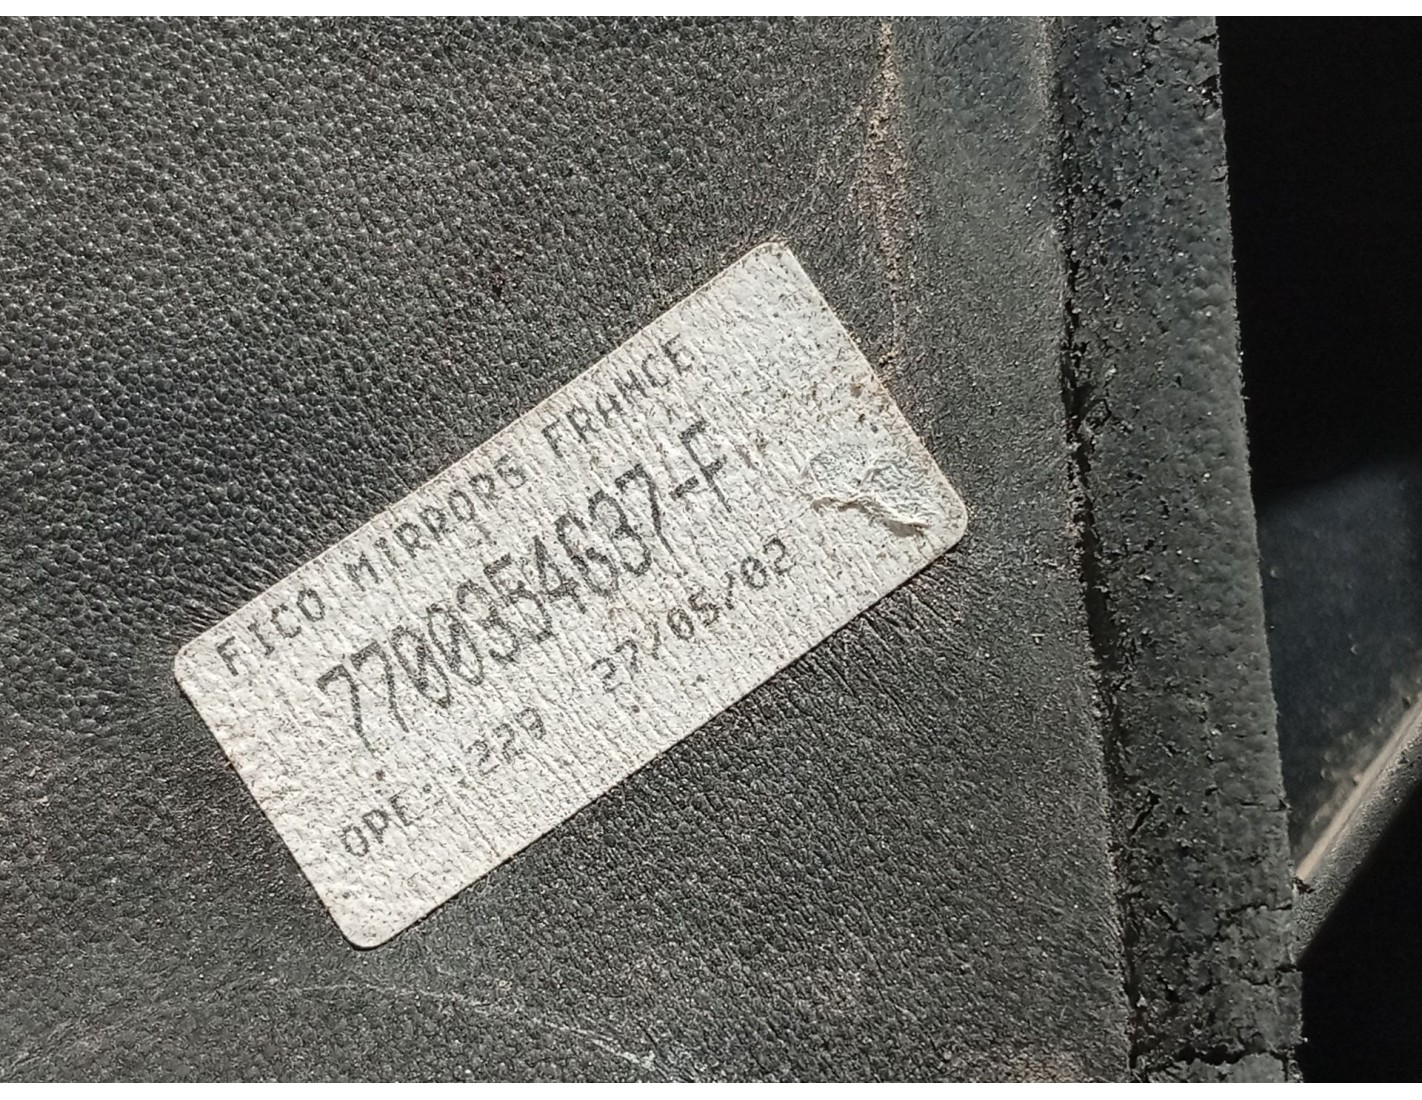 FICO MIRRORS FRANCE
7700354637-F
OPE: 229 27/05/02